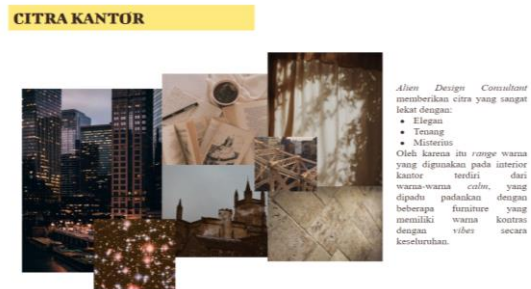 CITRA KANTOR
Alien Design Consultant
memberikan citra yang sangat
lekat dengan:
• Elegan
• Tenang
• Misterius
Oleh karena itu range warna
yang digunakan pada interior
kantor terdiri dari
warna-warna calm, yang
dipadu padankan dengan
beberapa furniture yang
memiliki warna kontras
dengan vibes secara
keseluruhan.